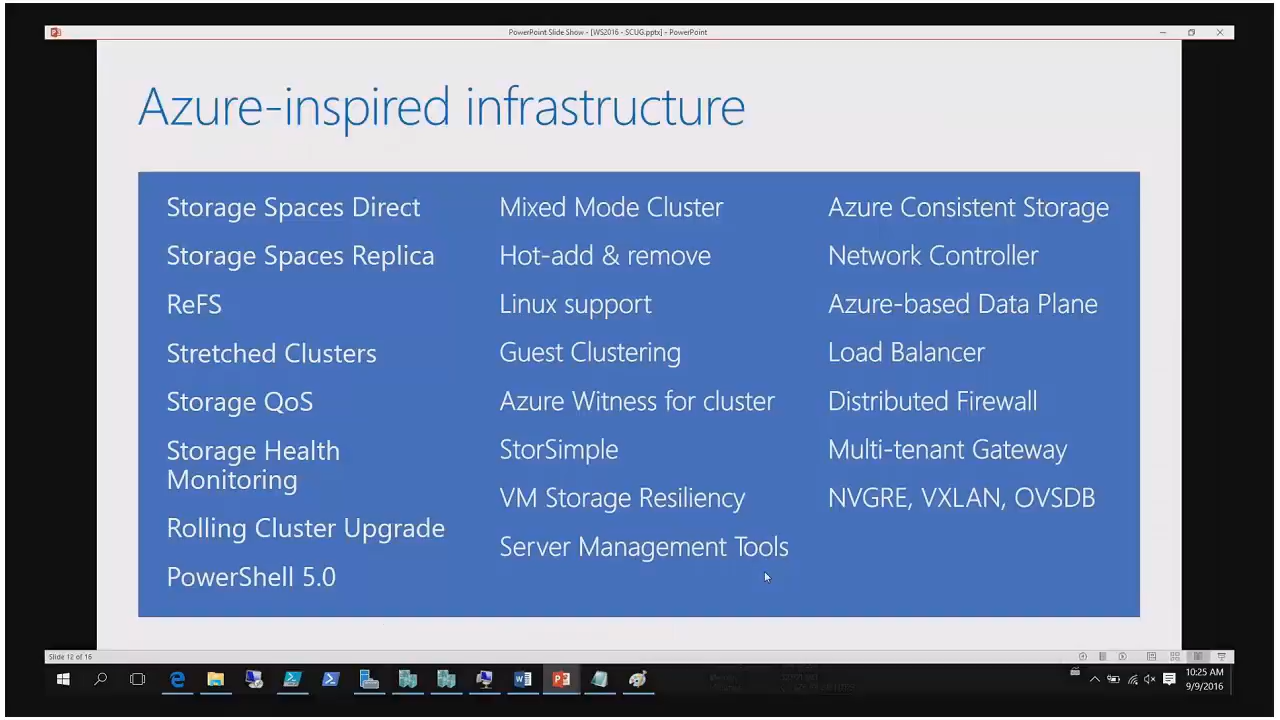 PowerPoint Slide Show - [WS2016 - SCUG.pptx] - PowerPoint
Azure-inspired infrastructure
Storage Spaces Direct
Storage Spaces Replica
ReFS
Stretched Clusters
Storage QoS
Storage Health
Monitoring
Rolling Cluster Upgrade
PowerShell 5.0
Mixed Mode Cluster
Hot-add & remove
Linux support
Guest Clustering
Azure Witness for cluster
StorSimple
VM Storage Resiliency
Server Management Tools
Azure Consistent Storage
Network Controller
Azure-based Data Plane
Load Balancer
Distributed Firewall
Multi-tenant Gateway
NVGRE, VXLAN, OVSDB
Slide 12 of 16
10:25 AM
9/9/2016